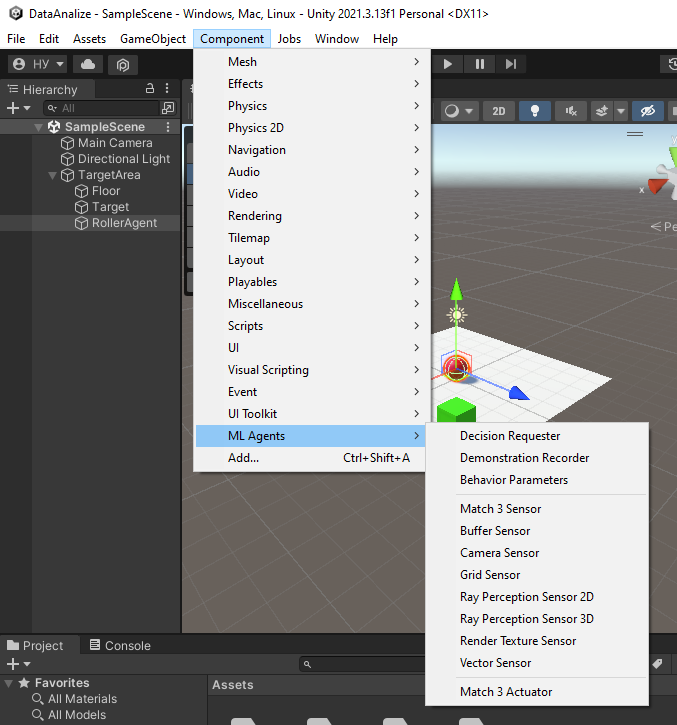 DataAnalize - SampleScene - Windows, Mac, Linux - Unity 2021.3.13f1 Personal <DX11>
File Edit Assets GameObject Component Jobs Window Help
НУ
Hierarchy
All
SampleScene
Main Camera
Directional Light
TargetArea
Floor
Target
RollerAgent
Mesh
Effects
Physics
Physics 2D
Navigation
Audio
Video
Rendering
Tilemap
Layout
Playables
Miscellaneous
Scripts
UI
Visual Scripting
Event
UI Toolkit
ML Agents
Add... Ctrl+Shift+A
2D
y
x
Pe
Decision Requester
Demonstration Recorder
Behavior Parameters
Match 3 Sensor
Buffer Sensor
Camera Sensor
Grid Sensor
Ray Perception Sensor 2D
Ray Perception Sensor 3D
Render Texture Sensor
Vector Sensor
Match 3 Actuator
Project Console
Favorites
All Materials
All Models
Assets